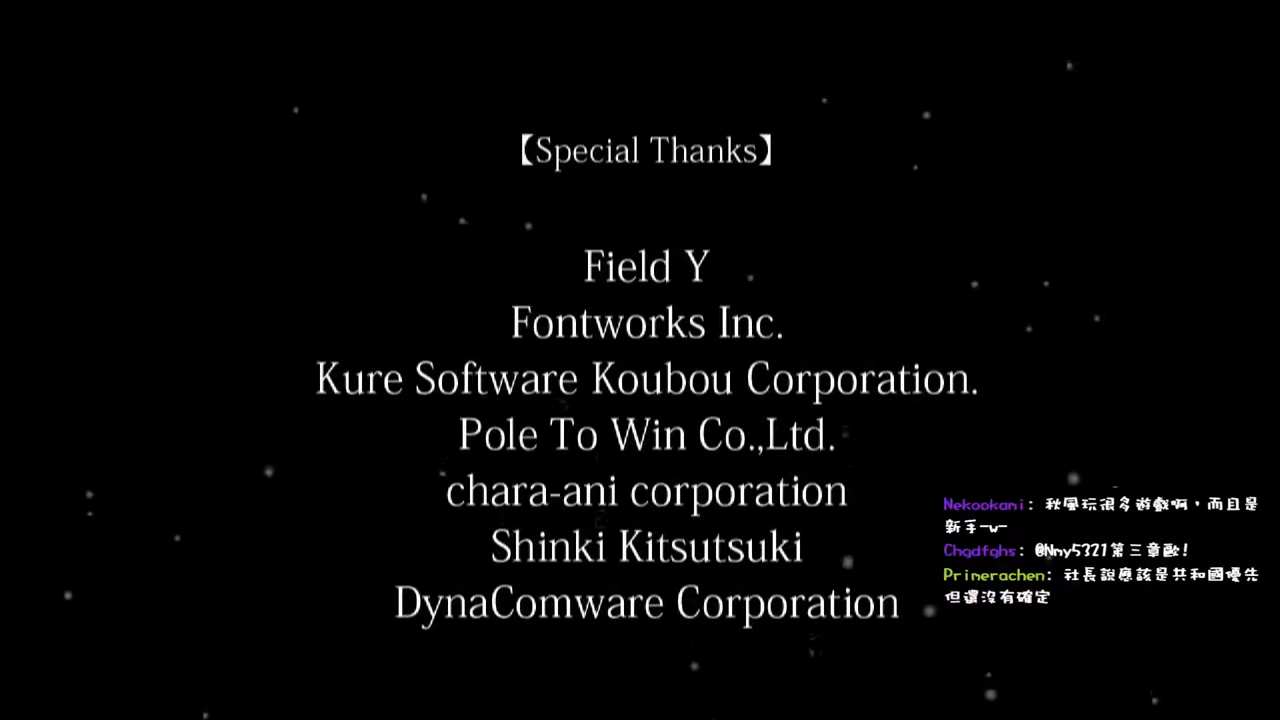 【Special Thanks】
Field Y
Fontworks Inc.
Kure Software Koubou Corporation.
Pole To Win Co.,Ltd.
chara-ani corporation
Shinki Kitsutsuki
DynaComware Corporation
Nekookami: 秋風玩很多遊戲啊，而且是
新手-w-
Chgdfghs: @Nmy5321第三章歐!
Primerachen: 社長說應該是共和國優先
但還沒有確定